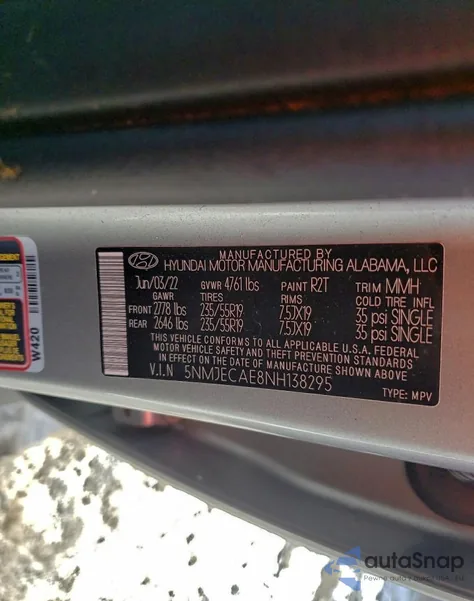 MANUFACTURED BY
HYUNDAI MOTOR MANUFACTURING ALABAMA, LLC
Jun/03/22 GVWR 4761 lbs PAINT R2T TRIM MMH
GAWR TIRES RIMS COLD TIRE INFL
FRONT 2778 lbs 235/55R19 7.5JX19 35 psi SINGLE
REAR 2646 lbs 235/55R19 7.5JX19 35 psi SINGLE
THIS VEHICLE CONFORMS TO ALL APPLICABLE U.S.A. FEDERAL
MOTOR VEHICLE SAFETY AND THEFT PREVENTION STANDARDS
IN EFFECT ON THE DATE OF MANUFACTURE SHOWN ABOVE.
V.I.N 5NMJECAE8NH138295
TYPE: MPV
W420
autoSnap